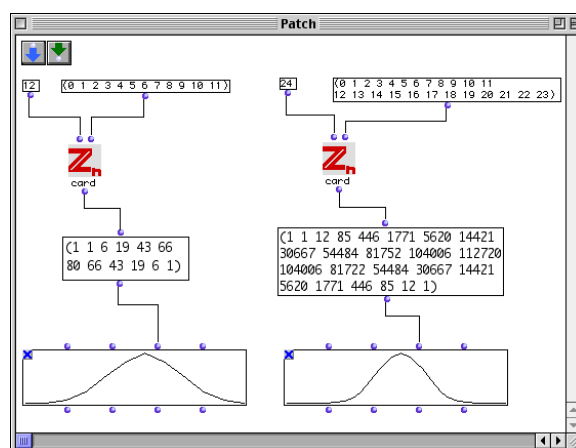 Patch
12
(0 1 2 3 4 5 6 7 8 9 10 11)
24
(0 1 2 3 4 5 6 7 8 9 10 11
12 13 14 15 16 17 18 19 20 21 22 23)
Zn
card
Zn
card
(1 1 6 19 43 66
80 66 43 19 6 1)
(1 1 12 85 446 1771 5620 14421
30667 54484 81752 104006 112720
104006 81722 54484 30667 14421
5620 1771 446 85 12 1)